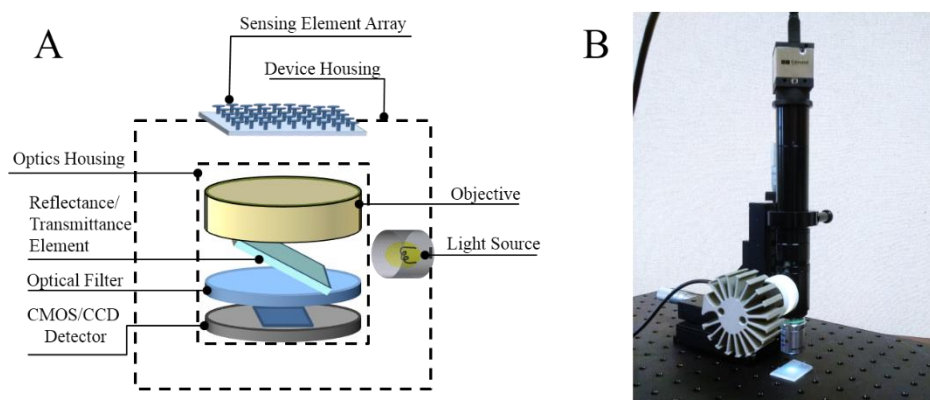 A
Sensing Element Array
Device Housing
Optics Housing
Reflectance/
Transmittance
Element
Objective
Light Source
Optical Filter
CMOS/CCD
Detector
B